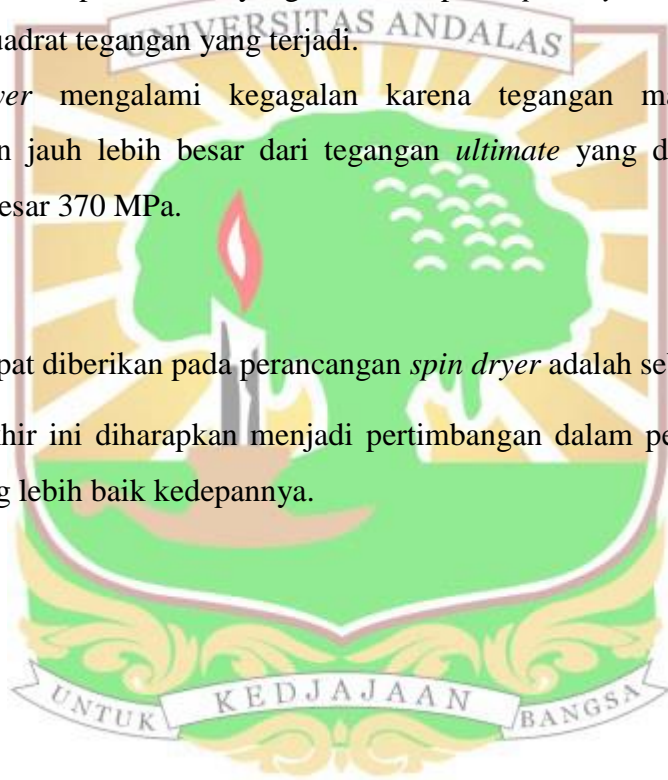 UNIVERSITAS ANDALAS
uadrat tegangan yang terjadi.
yer mengalami kegagalan karena tegangan ma
n jauh lebih besar dari tegangan ultimate yang d
esar 370 MPa.
pat diberikan pada perancangan spin dryer adalah se
hir ini diharapkan menjadi pertimbangan dalam pe
g lebih baik kedepannya.
UNTUK KEDJAJAAN BANGSA